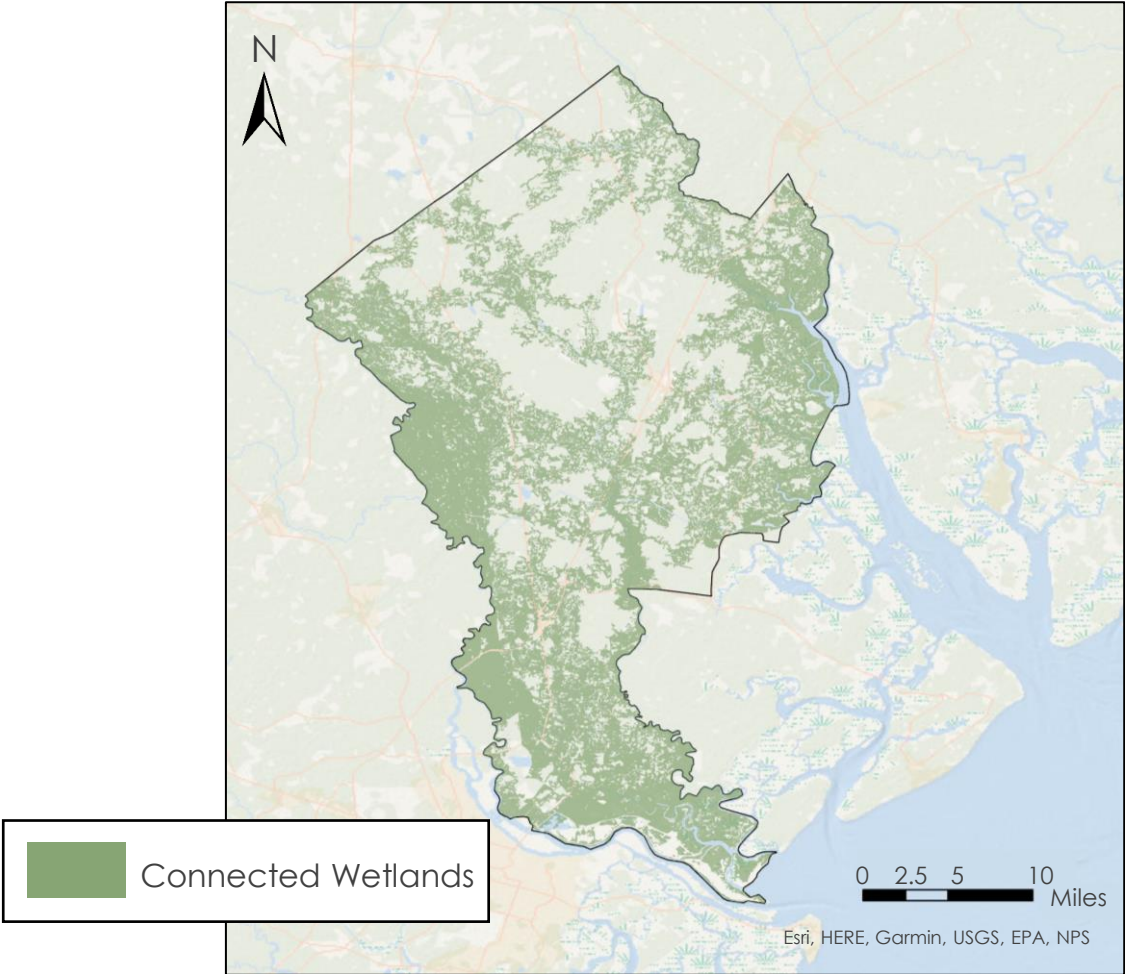 N
Connected Wetlands
0 2.5 5 10
Miles
Esri, HERE, Garmin, USGS, EPA, NPS